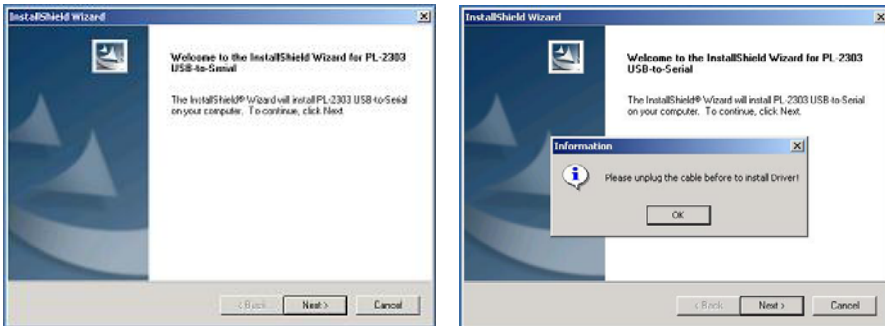 InstallShield Wizard
Welcome to the InstallShield Wizard for PL-2303
USB-to-Serial
The InstallShield® Wizard will install PL-2303 USB-to-Serial
on your computer. To continue, click Next.
< Back
Next >
Cancel
InstallShield Wizard
Welcome to the InstallShield Wizard for PL-2303
USB-to-Serial
The InstallShield® Wizard will install PL-2303 USB-to-Serial
on your computer. To continue, click Next.
Information
Please unplug the cable before to install Driver!
OK
< Back
Next >
Cancel